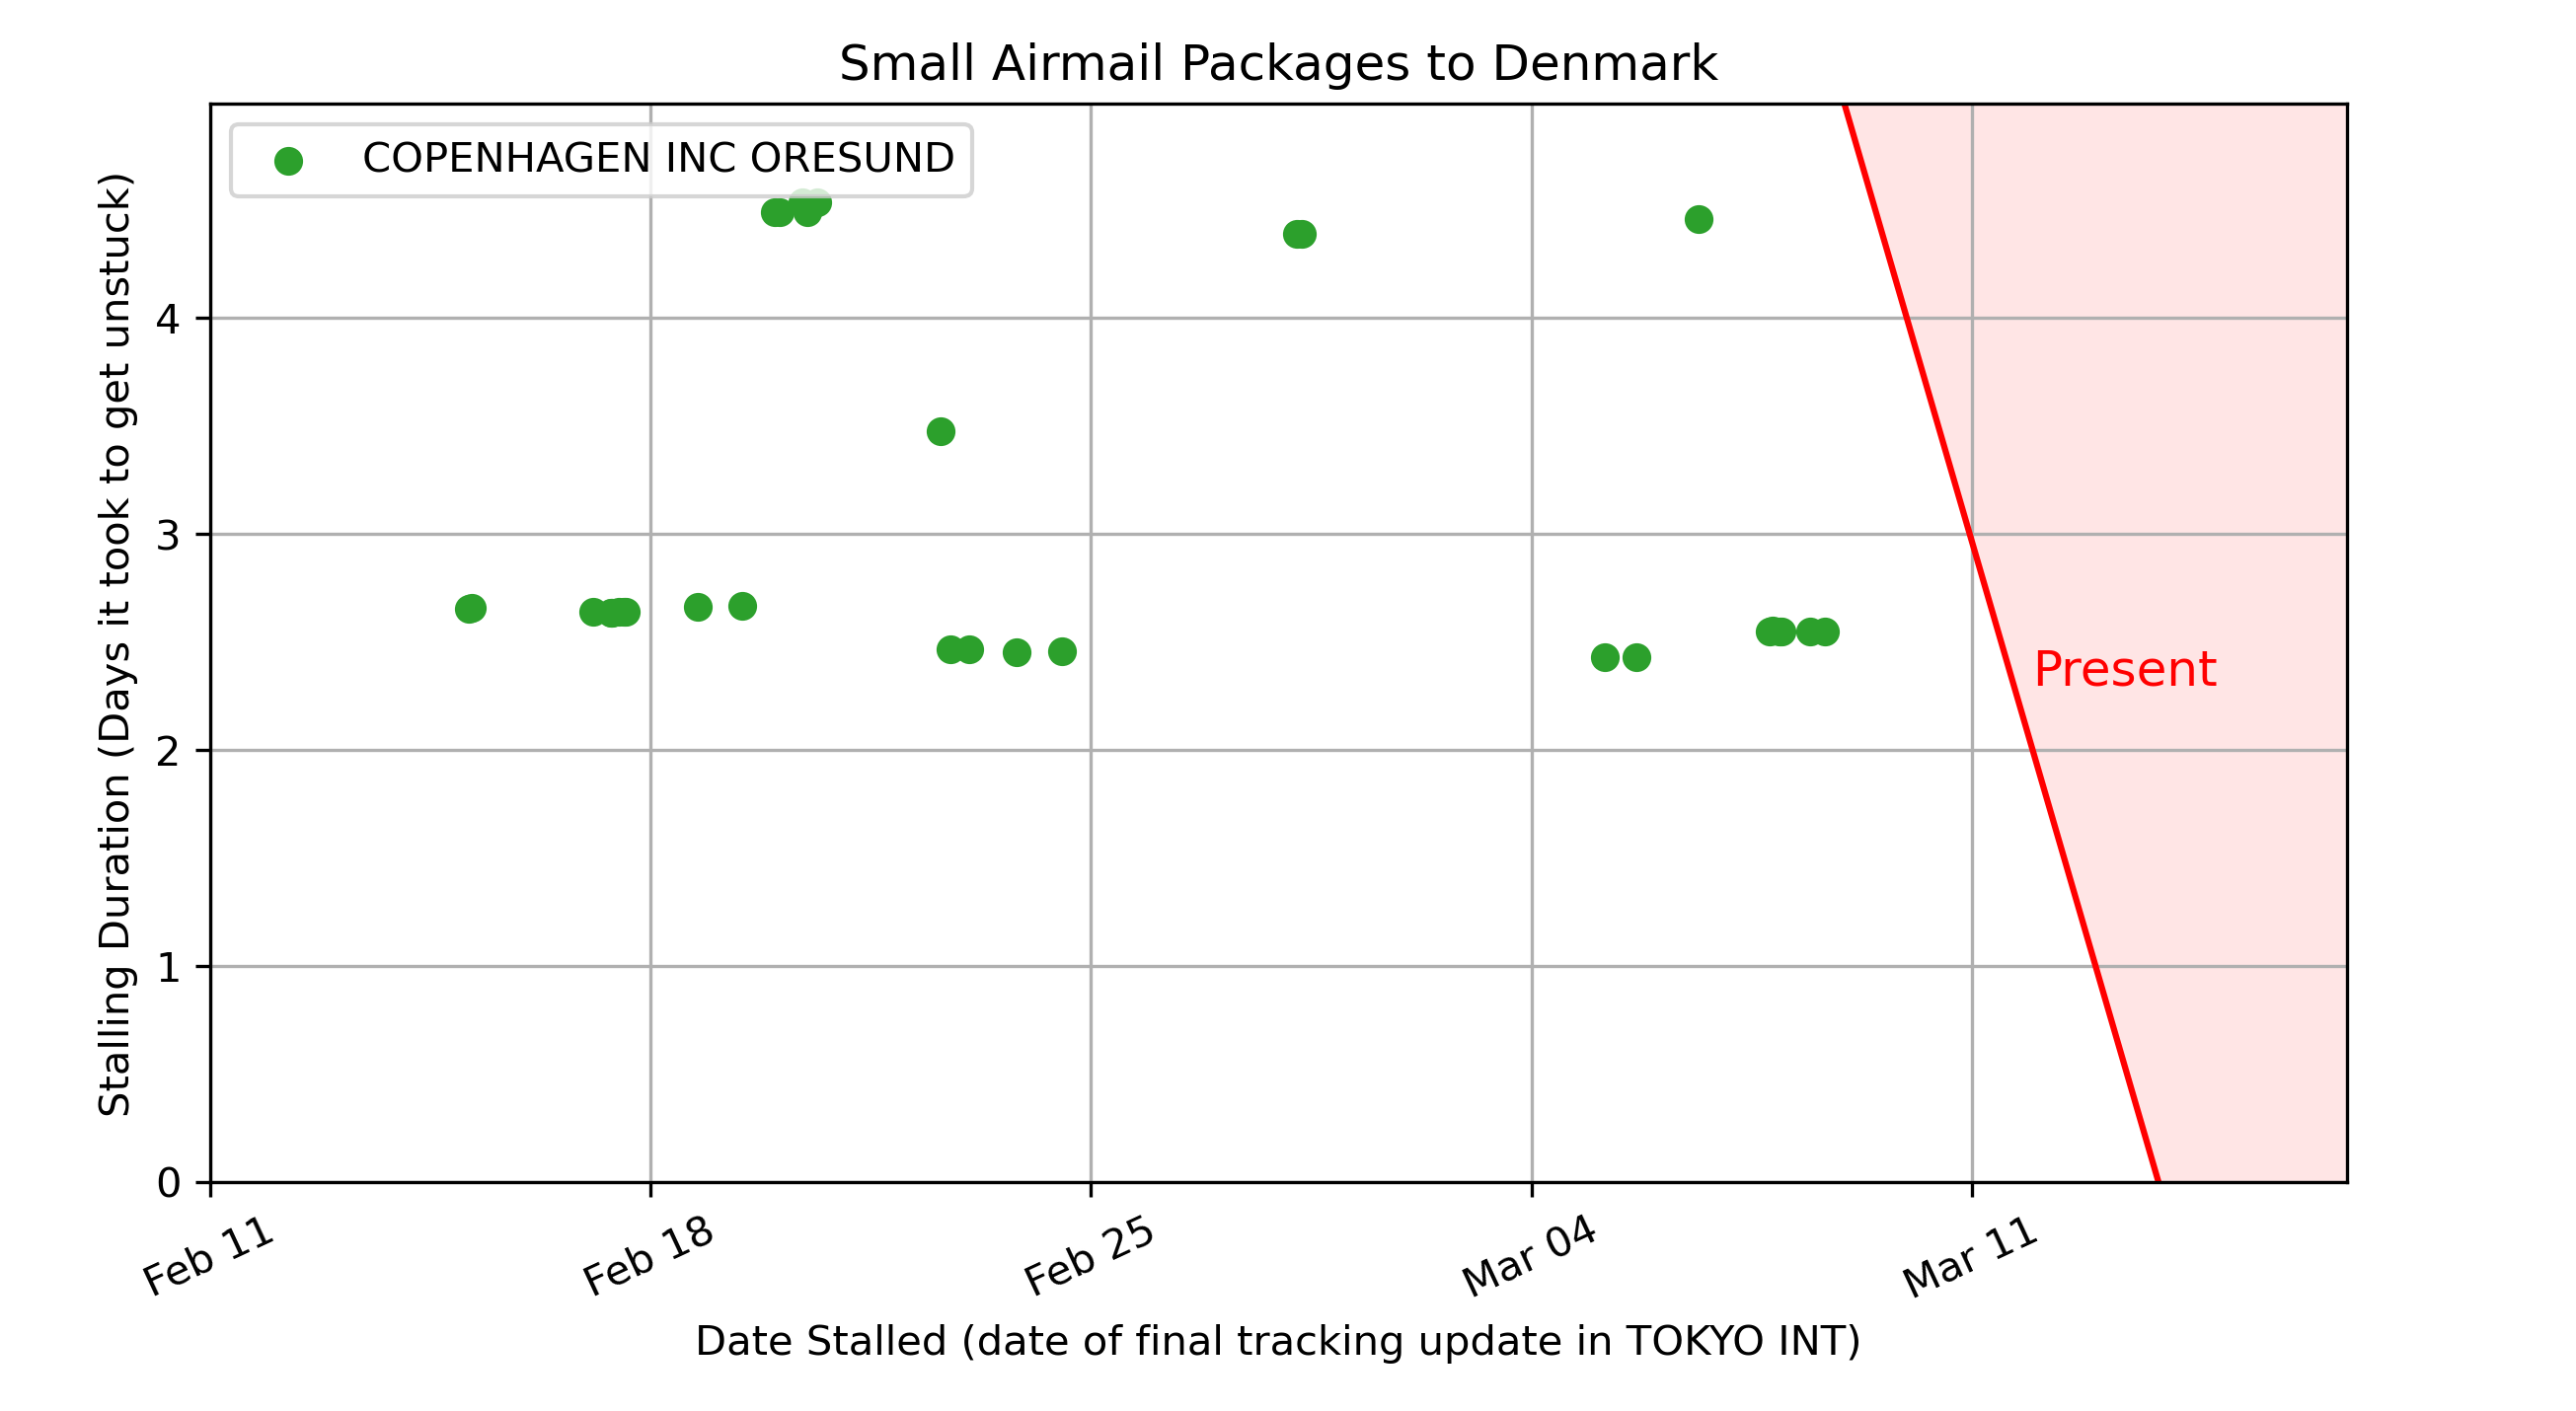 Small Airmail Packages to Denmark
COPENHAGEN INC ORESUND
Stalling Duration (Days it took to get unstuck)
4
3
2
1
0
Present
Feb 11
Feb 18
Feb 25
Mar 04
Mar 11
Date Stalled (date of final tracking update in TOKYO INT)